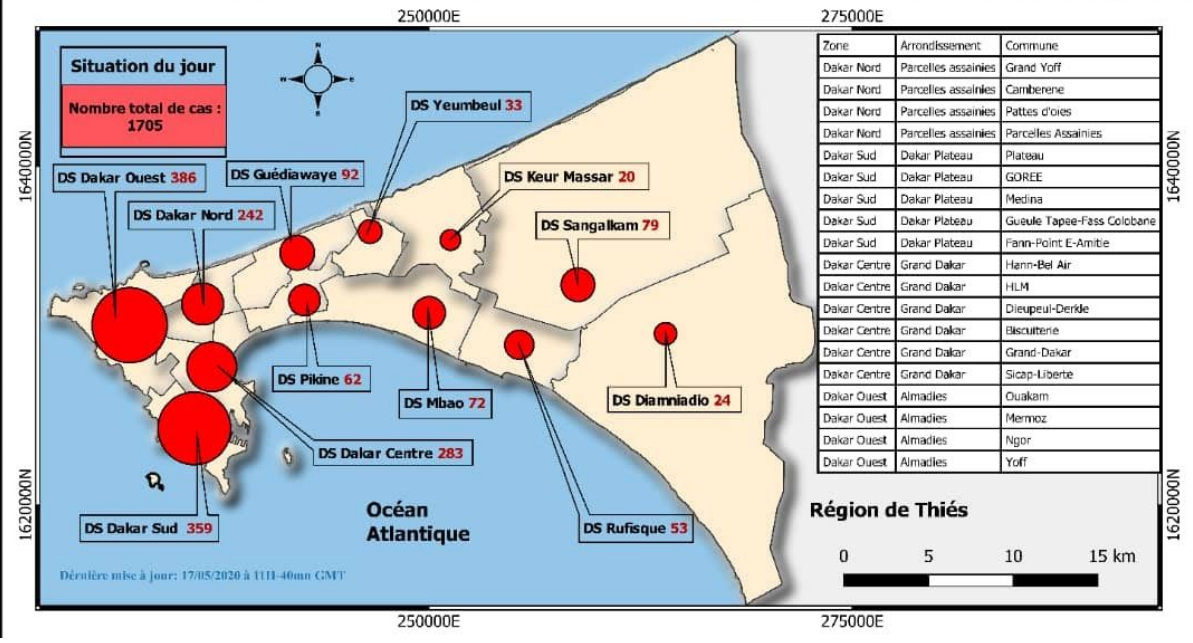 250000E 275000E
Situation du jour
Nombre total de cas :
1705
N
W E
S
DS Yeumbeul 33
DS Dakar Ouest 386
DS Guédiawaye 92
DS Keur Massar 20
DS Dakar Nord 242
DS Sangalkam 79
DS Pikine 62
DS Mbao 72
DS Diamniadio 24
DS Dakar Centre 283
DS Dakar Sud 359
DS Rufisque 53
Océan
Atlantique
Dérnière mise à jour: 17/05/2020 à 11H-40mn GMT
1640000N
1620000N
Zone Arrondissement Commune
Dakar Nord Parcelles assainies Grand Yoff
Dakar Nord Parcelles assainies Camberene
Dakar Nord Parcelles assainies Pattes d'oies
Dakar Nord Parcelles assainies Parcelles Assainies
Dakar Sud Dakar Plateau Plateau
Dakar Sud Dakar Plateau GOREE
Dakar Sud Dakar Plateau Medina
Dakar Sud Dakar Plateau Gueule Tapee-Fass Colobane
Dakar Sud Dakar Plateau Fann-Point E-Amitie
Dakar Centre Grand Dakar Hann-Bel Air
Dakar Centre Grand Dakar HLM
Dakar Centre Grand Dakar Dieupeul-Derkle
Dakar Centre Grand Dakar Biscuiterie
Dakar Centre Grand Dakar Grand-Dakar
Dakar Centre Grand Dakar Sicap-Liberte
Dakar Ouest Almadies Ouakam
Dakar Ouest Almadies Mermoz
Dakar Ouest Almadies Ngor
Dakar Ouest Almadies Yoff
Région de Thiés
0 5 10 15 km
1640000N
1620000N
250000E 275000E